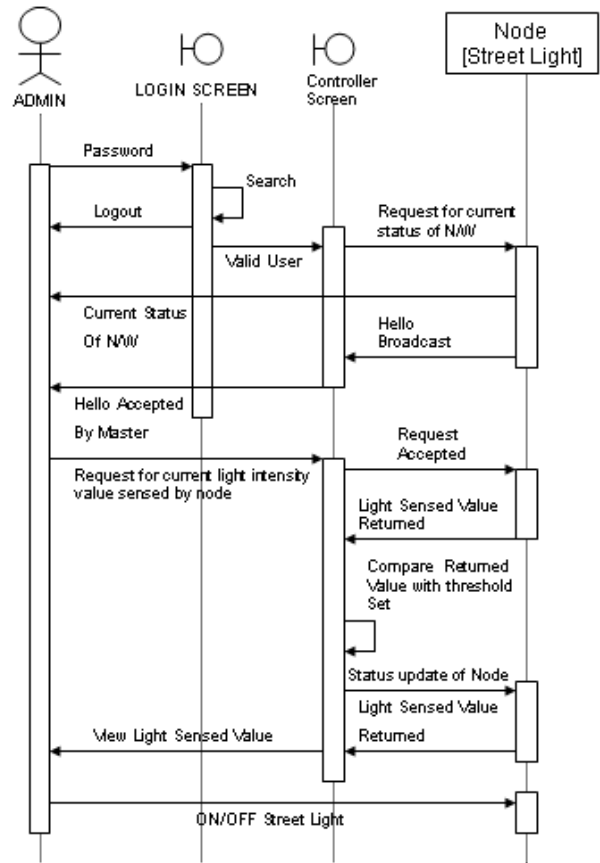 Node
[Street Light]
ADMIN
LOGIN SCREEN
Controller
Screen
Password
Search
Logout
Request for current
status of N/W
Valid User
Current Status
Of N/W
Hello
Broadcast
Hello Accepted
By Master
Request
Accepted
Request for current light intensity
value sensed by node
Light Sensed Value
Returned
Compare Returned
Value with threshold
Set
Status update of Node
Light Sensed Value
View Light Sensed Value
Returned
ON/OFF Street Light